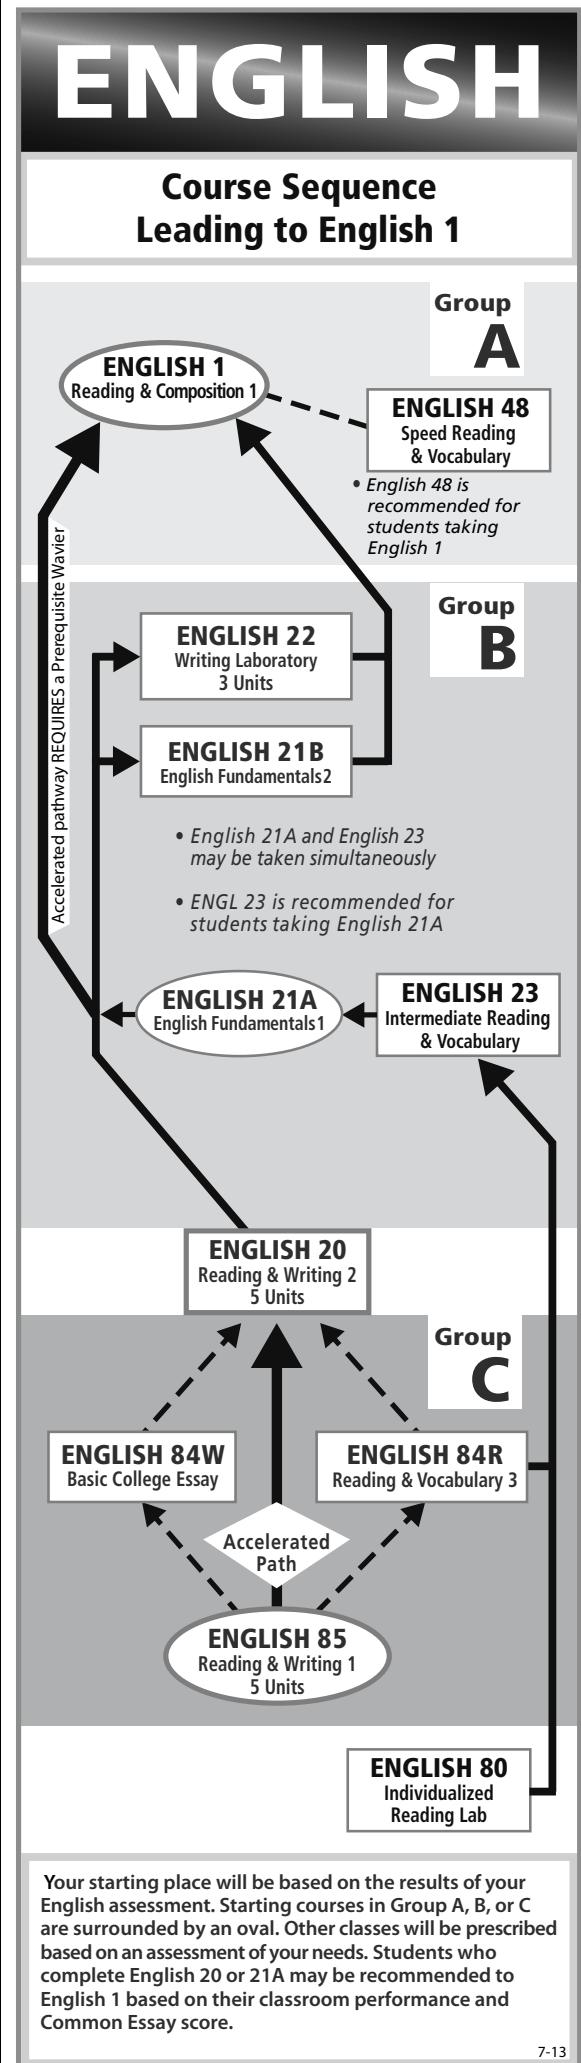 ENGLISH
Course Sequence
Leading to English 1
Group
A
ENGLISH 1
Reading & Composition 1
ENGLISH 48
Speed Reading
& Vocabulary
• English 48 is
recommended for
students taking
English 1
Accelerated pathway REQUIRES a Prerequisite Wavier
Group
B
ENGLISH 22
Writing Laboratory
3 Units
ENGLISH 21B
English Fundamentals2
• English 21A and English 23
may be taken simultaneously
• ENGL 23 is recommended for
students taking English 21A
ENGLISH 21A
English Fundamentals1
ENGLISH 23
Intermediate Reading
& Vocabulary
ENGLISH 20
Reading & Writing 2
5 Units
Group
C
ENGLISH 84W
Basic College Essay
ENGLISH 84R
Reading & Vocabulary 3
Accelerated
Path
ENGLISH 85
Reading & Writing 1
5 Units
ENGLISH 80
Individualized
Reading Lab
Your starting place will be based on the results of your
English assessment. Starting courses in Group A, B, or C
are surrounded by an oval. Other classes will be prescribed
based on an assessment of your needs. Students who
complete English 20 or 21A may be recommended to
English 1 based on their classroom performance and
Common Essay score.
7-13